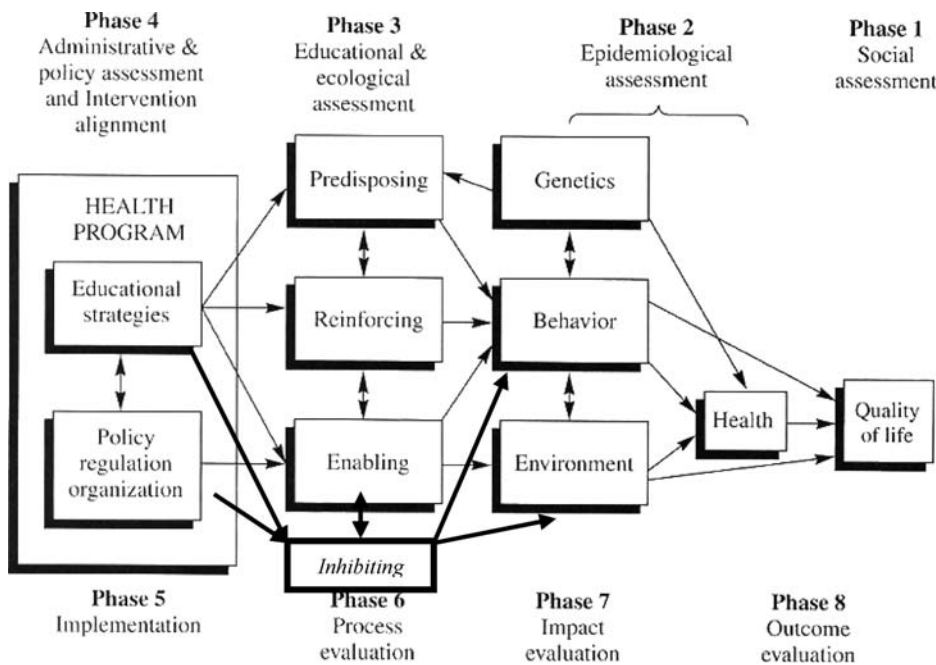 Phase 4
Administrative &
policy assessment
and Intervention
alignment
Phase 3
Educational &
ecological
assessment
Phase 2
Epidemiological
assessment
Phase 1
Social
assessment
HEALTH
PROGRAM
Educational
strategies
Policy
regulation
organization
Predisposing
Reinforcing
Enabling
Inhibiting
Genetics
Behavior
Environment
Health
Quality
of life
Phase 5
Implementation
Phase 6
Process
evaluation
Phase 7
Impact
evaluation
Phase 8
Outcome
evaluation